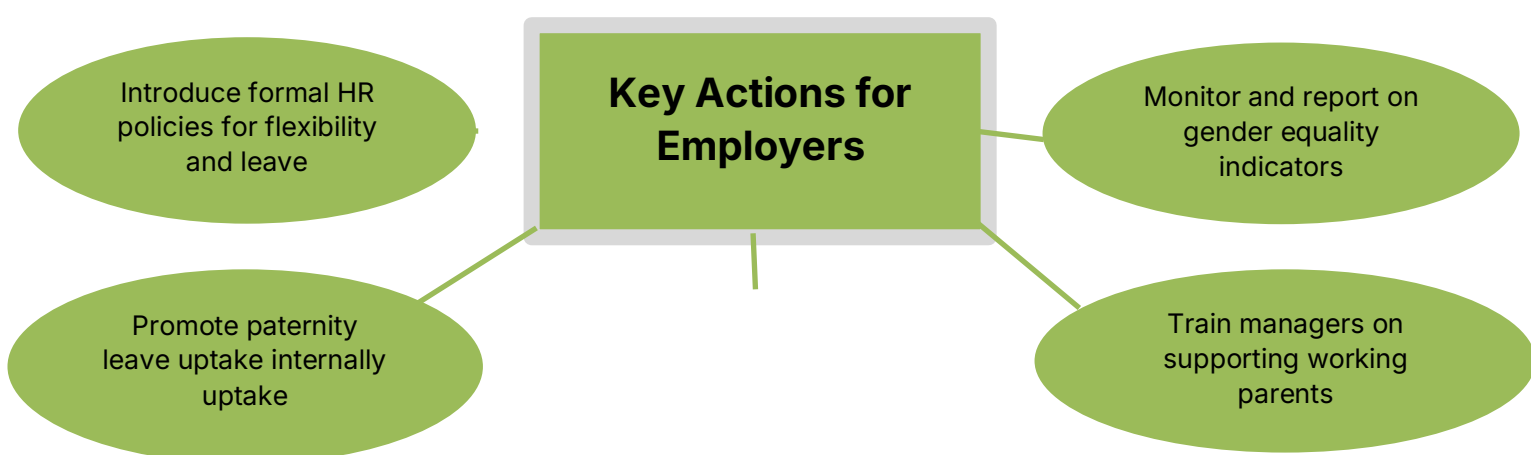 Key Actions for
Employers
Introduce formal HR
policies for flexibility
and leave
Monitor and report on
gender equality
indicators
Promote paternity
leave uptake internally
uptake
Train managers on
supporting working
parents